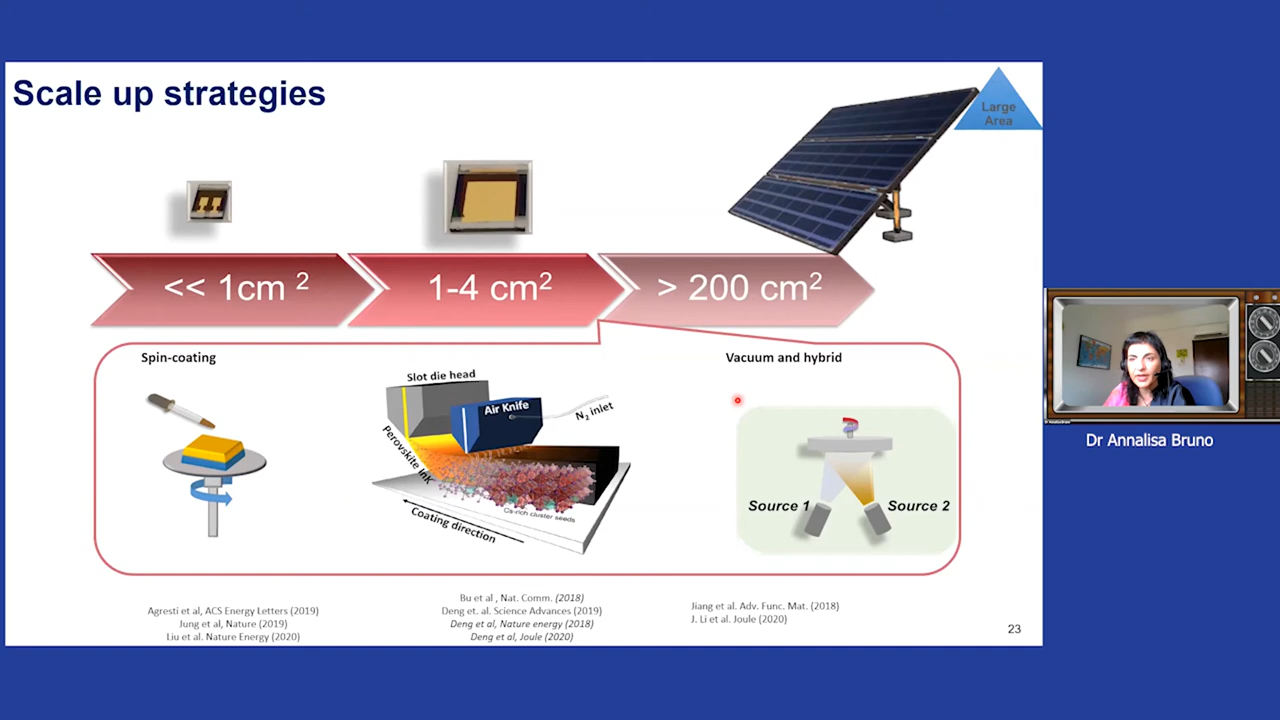 Scale up strategies
Large
Area
<< 1cm 2
1-4 cm2
> 200 cm2
Spin-coating
Vacuum and hybrid
Slot die head
Air Knife
N2 inlet
Perovskite InK
Cs-rich cluster seeds
Coating direction
Source 1
Source 2
Agresti et al, ACS Energy Letters (2019)
Jung et al, Nature (2019)
Liu et al. Nature Energy (2020)
Bu et al , Nat. Comm. (2018)
Deng et. al. Science Advances (2019)
Deng et al, Nature energy (2018)
Deng et al, Joule (2020)
Jiang et al. Adv. Func. Mat. (2018)
J. Li et al. Joule (2020)
23
Dr Annalisa Bruno